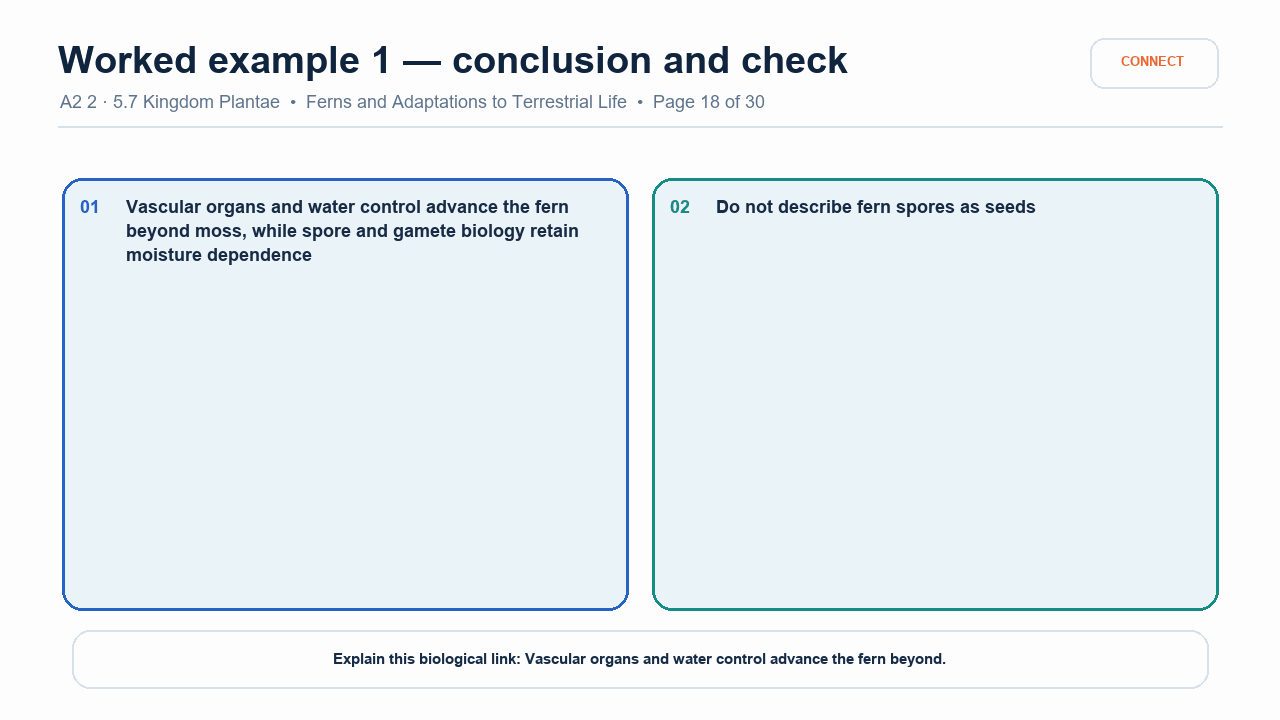 Worked example 1 — conclusion and check
CONNECT
A2 2 · 5.7 Kingdom Plantae • Ferns and Adaptations to Terrestrial Life • Page 18 of 30
01 Vascular organs and water control advance the fern
beyond moss, while spore and gamete biology retain
moisture dependence
02 Do not describe fern spores as seeds
Explain this biological link: Vascular organs and water control advance the fern beyond.